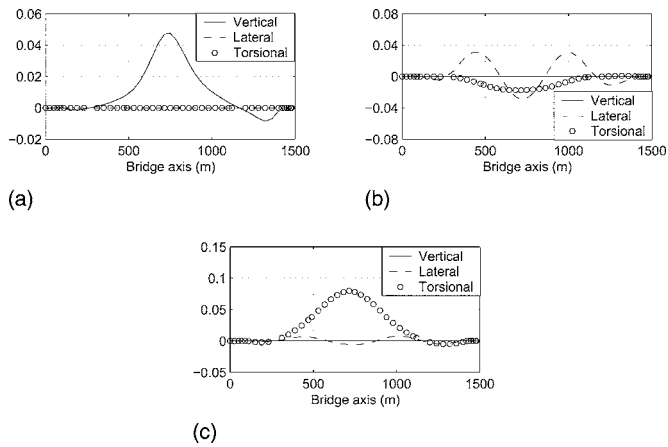 0.06
0.04
0.02
0
-0.02
Vertical
Lateral
Torsional
0 500 1000 1500
Bridge axis (m)
(a)
0.08
0.04
0
-0.04
-0.08
Vertical
Lateral
Torsional
0 500 1000 1500
Bridge axis (m)
(b)
0.15
0.1
0.05
0
-0.05
Vertical
Lateral
Torsional
0 500 1000 1500
Bridge axis (m)
(c)